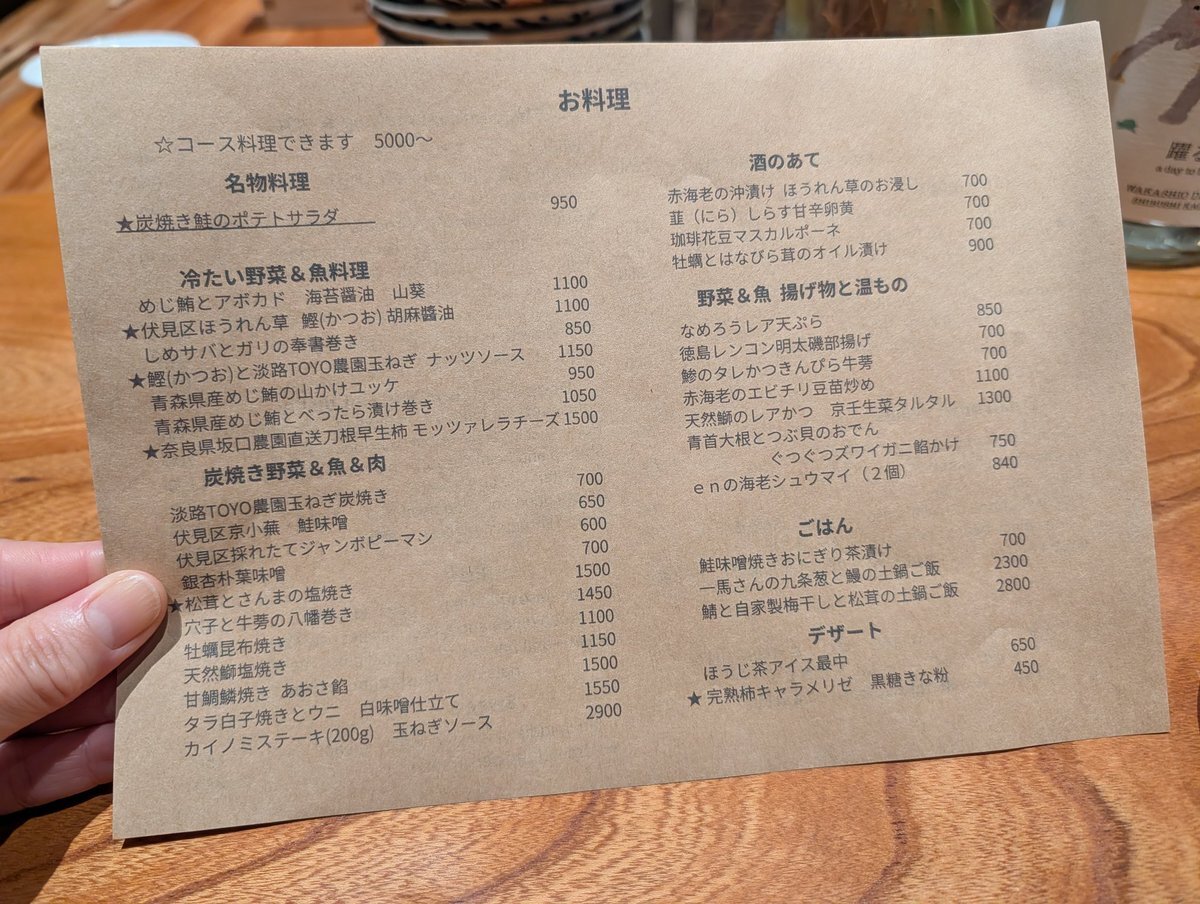 お料理
☆コース料理できます 5000〜
名物料理
★炭焼き鮭のポテトサラダ 950
冷たい野菜＆魚料理
めじ鮪とアボカド 海苔醤油 山葵 1100
★伏見区ほうれん草 鰹(かつお) 胡麻醬油 1100
しめサバとガリの奉書巻き 850
★鰹(かつお)と淡路TOYO農園玉ねぎ ナッツソース 1150
青森県産めじ鮪の山かけユッケ 950
青森県産めじ鮪とべったら漬け巻き 1050
★奈良県坂口農園直送刀根早生柿 モッツァレラチーズ 1500
炭焼き野菜＆魚＆肉
淡路TOYO農園玉ねぎ炭焼き 700
伏見区京小蕪 鮭味噌 650
伏見区採れたてジャンボピーマン 600
銀杏朴葉味噌 700
★松茸とさんまの塩焼き 1500
穴子と牛蒡の八幡巻き 1450
牡蠣昆布焼き 1100
天然鰤塩焼き 1150
甘鯛鱗焼き あおさ餡 1500
タラ白子焼きとウニ 白味噌仕立て 1550
カイノミステーキ(200g) 玉ねぎソース 2900
酒のあて
赤海老の沖漬け ほうれん草のお浸し 700
韮（にら）しらす甘辛卵黄 700
珈琲花豆マスカルポーネ 700
牡蠣とはなびら茸のオイル漬け 900
野菜＆魚 揚げ物と温もの
なめろうレア天ぷら 850
徳島レンコン明太磯部揚げ 700
鯵のタレかつきんぴら牛蒡 700
赤海老のエビチリ豆苗炒め 1100
天然鰤のレアかつ 京壬生菜タルタル 1300
青首大根とつぶ貝のおでん
ぐつぐつズワイガニ餡かけ 750
ｅｎの海老シュウマイ（２個） 840
ごはん
鮭味噌焼きおにぎり茶漬け 700
一馬さんの九条葱と鰻の土鍋ご飯 2300
鯖と自家製梅干しと松茸の土鍋ご飯 2800
デザート
ほうじ茶アイス最中 650
★完熟柿キャラメリゼ 黒糖きな粉 450
躍る
a day to
WAKASHIO